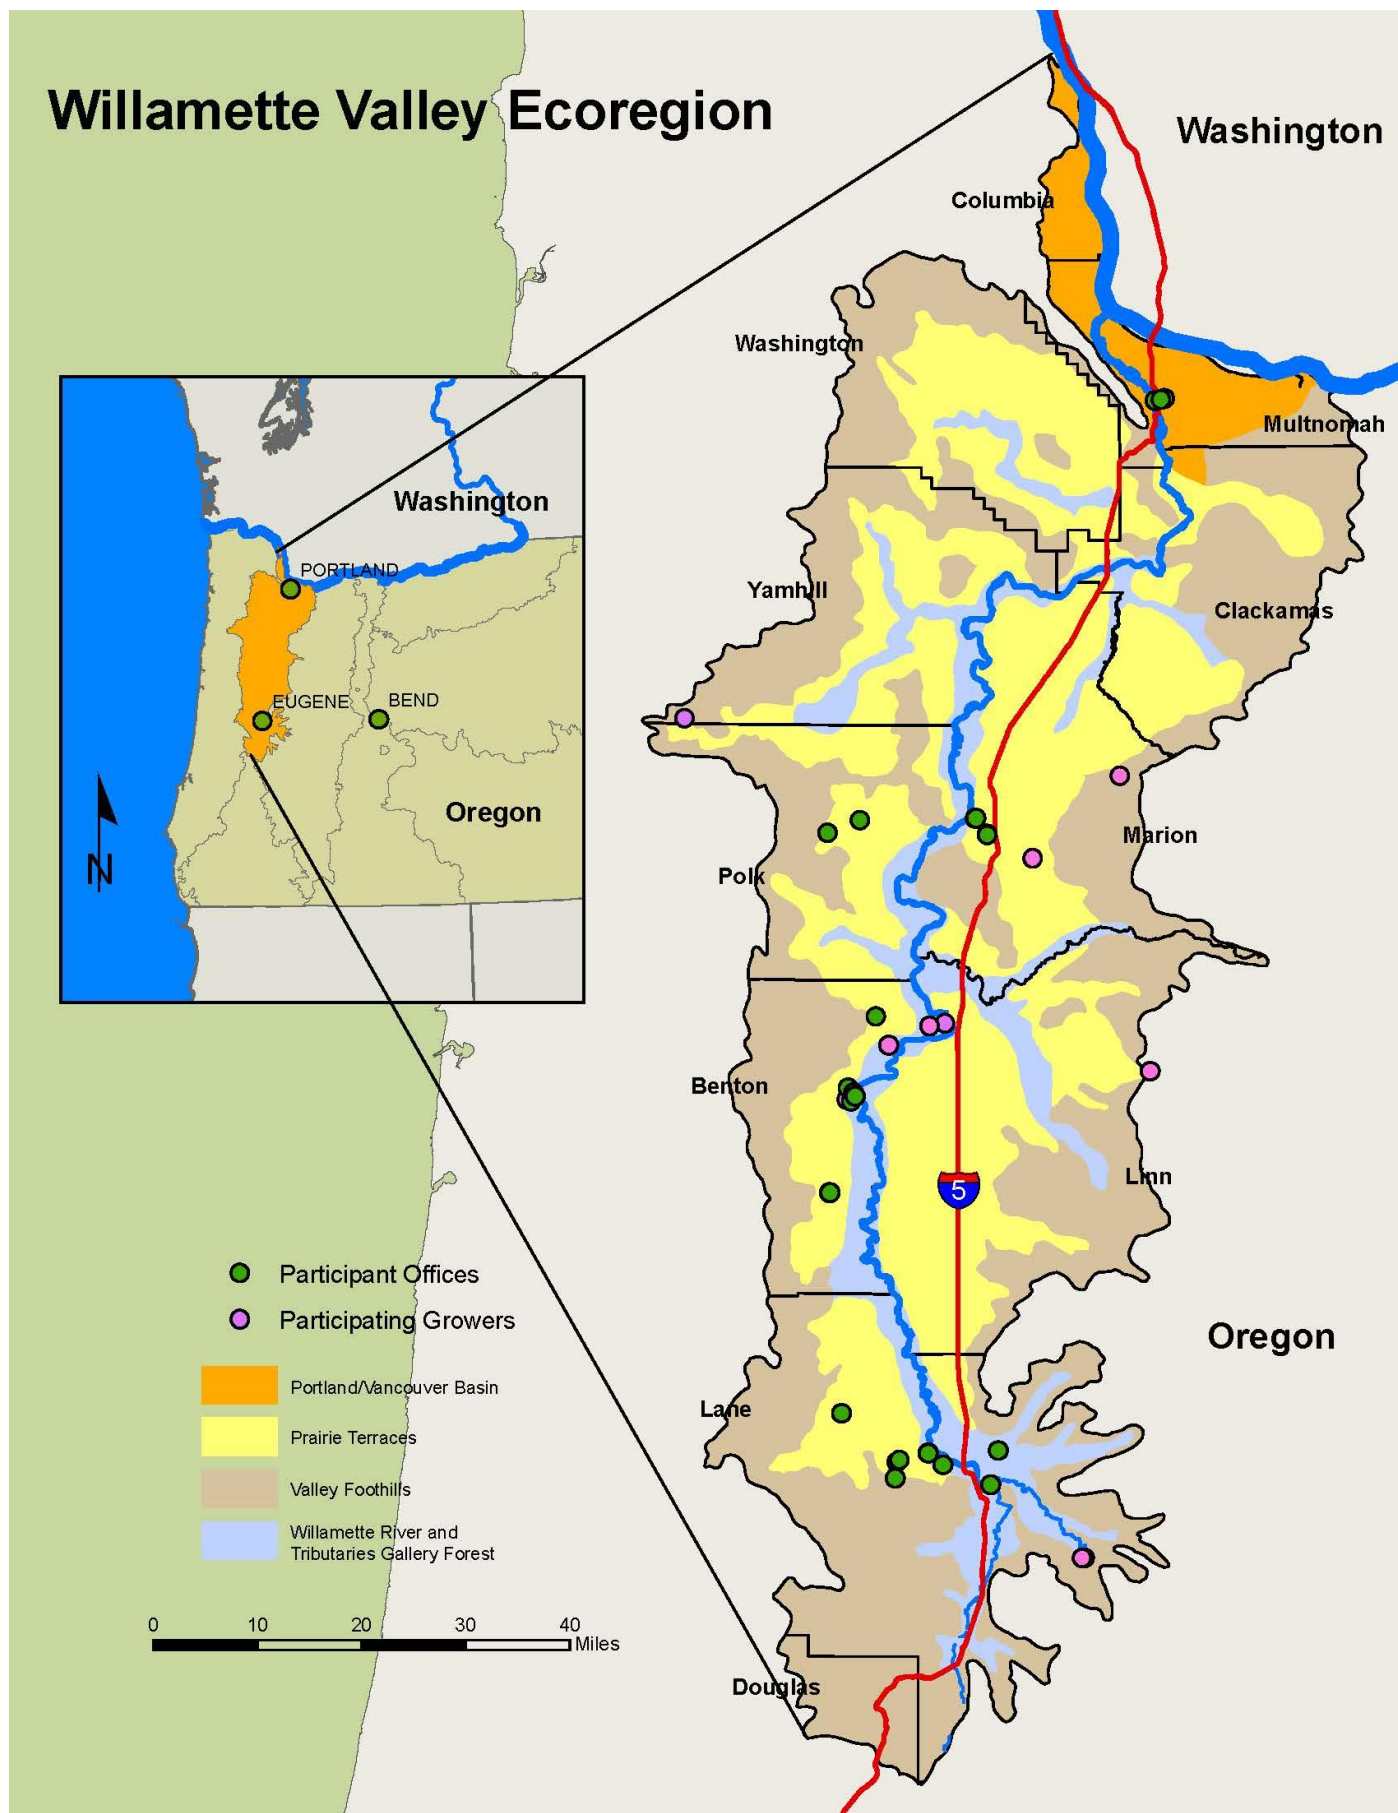 Willamette Valley Ecoregion
Washington
Columbia
Washington
Multnomah
Yamhill
Clackamas
Marion
Polk
Benton
Linn
5
Oregon
Lane
Douglas
Washington
PORTLAND
EUGENE
BEND
Oregon
N
Participant Offices
Participating Growers
Portland/Vancouver Basin
Prairie Terraces
Valley Foothills
Willamette River and
Tributaries Gallery Forest
0 10 20 30 40
Miles